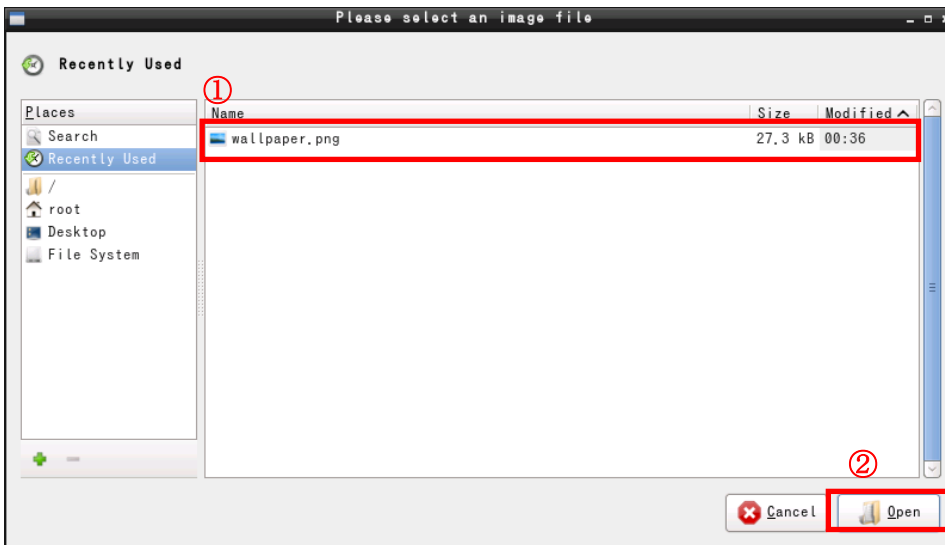 Please select an image file
Recently Used
①
Places
Name Size Modified
Search
wallpaper.png 27.3 kB 00:36
Recently Used
/
root
Desktop
File System
②
Cancel Open